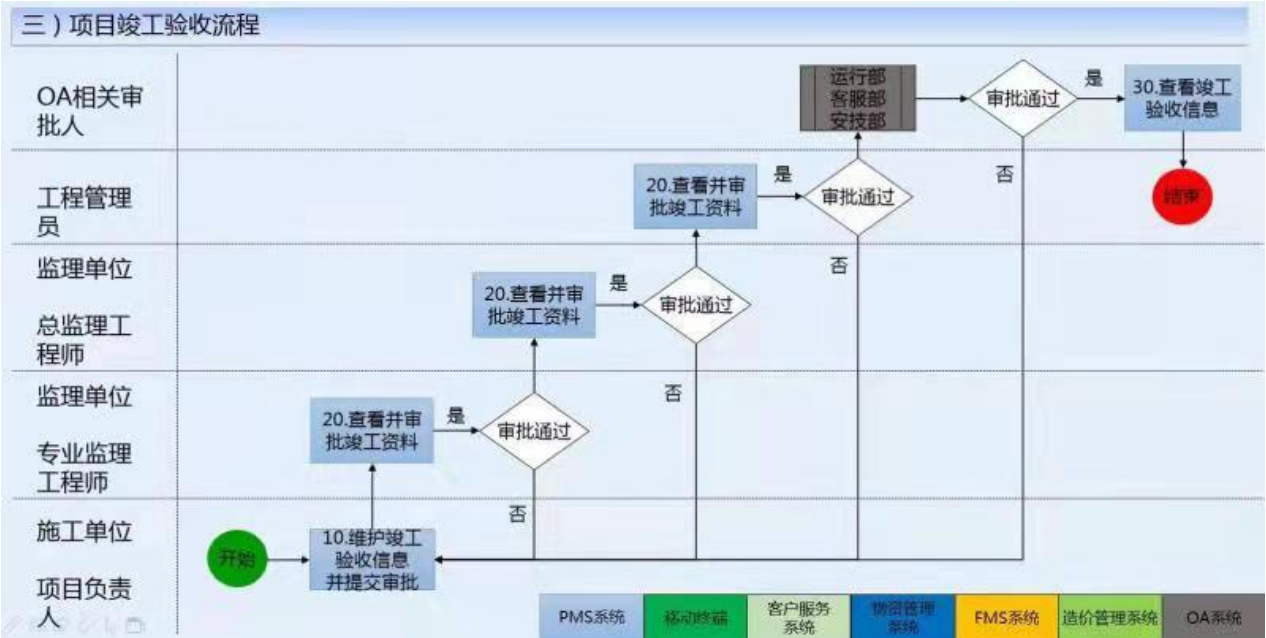 三）项目竣工验收流程
OA相关审
批人
运行部
客服部
安技部
审批通过
是
30.查看竣工
验收信息
否
结束
工程管理
员
20.查看并审
批竣工资料
是
审批通过
否
监理单位
总监理工
程师
20.查看并审
批竣工资料
是
审批通过
否
监理单位
专业监理
工程师
20.查看并审
批竣工资料
是
审批通过
否
施工单位
项目负责
人
开始
10.维护竣工
验收信息
并提交审批
PMS系统
移动终端
客户服务
系统
物资管理
系统
FMS系统
造价管理系统
OA系统